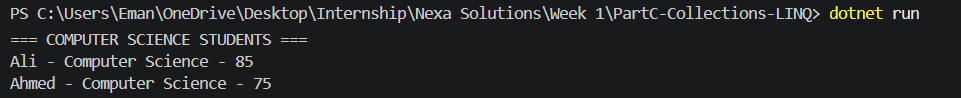 PS C:\Users\Eman\OneDrive\Desktop\Internship\Nexa Solutions\Week 1\PartC-Collections-LINQ> dotnet run
=== COMPUTER SCIENCE STUDENTS ===
Ali - Computer Science - 85
Ahmed - Computer Science - 75